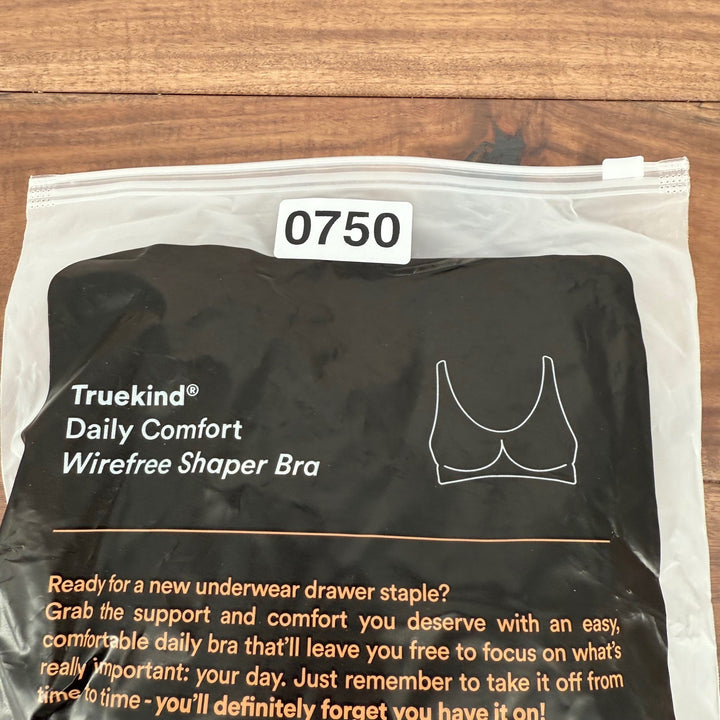 0750
Truekind®
Daily Comfort
Wirefree Shaper Bra
Ready for a new underwear drawer staple?
Grab the support and comfort you deserve with an easy,
comfortable daily bra that'll leave you free to focus on what's
really important: your day. Just remember to take it off from
time to time - you'll definitely forget you have it on!